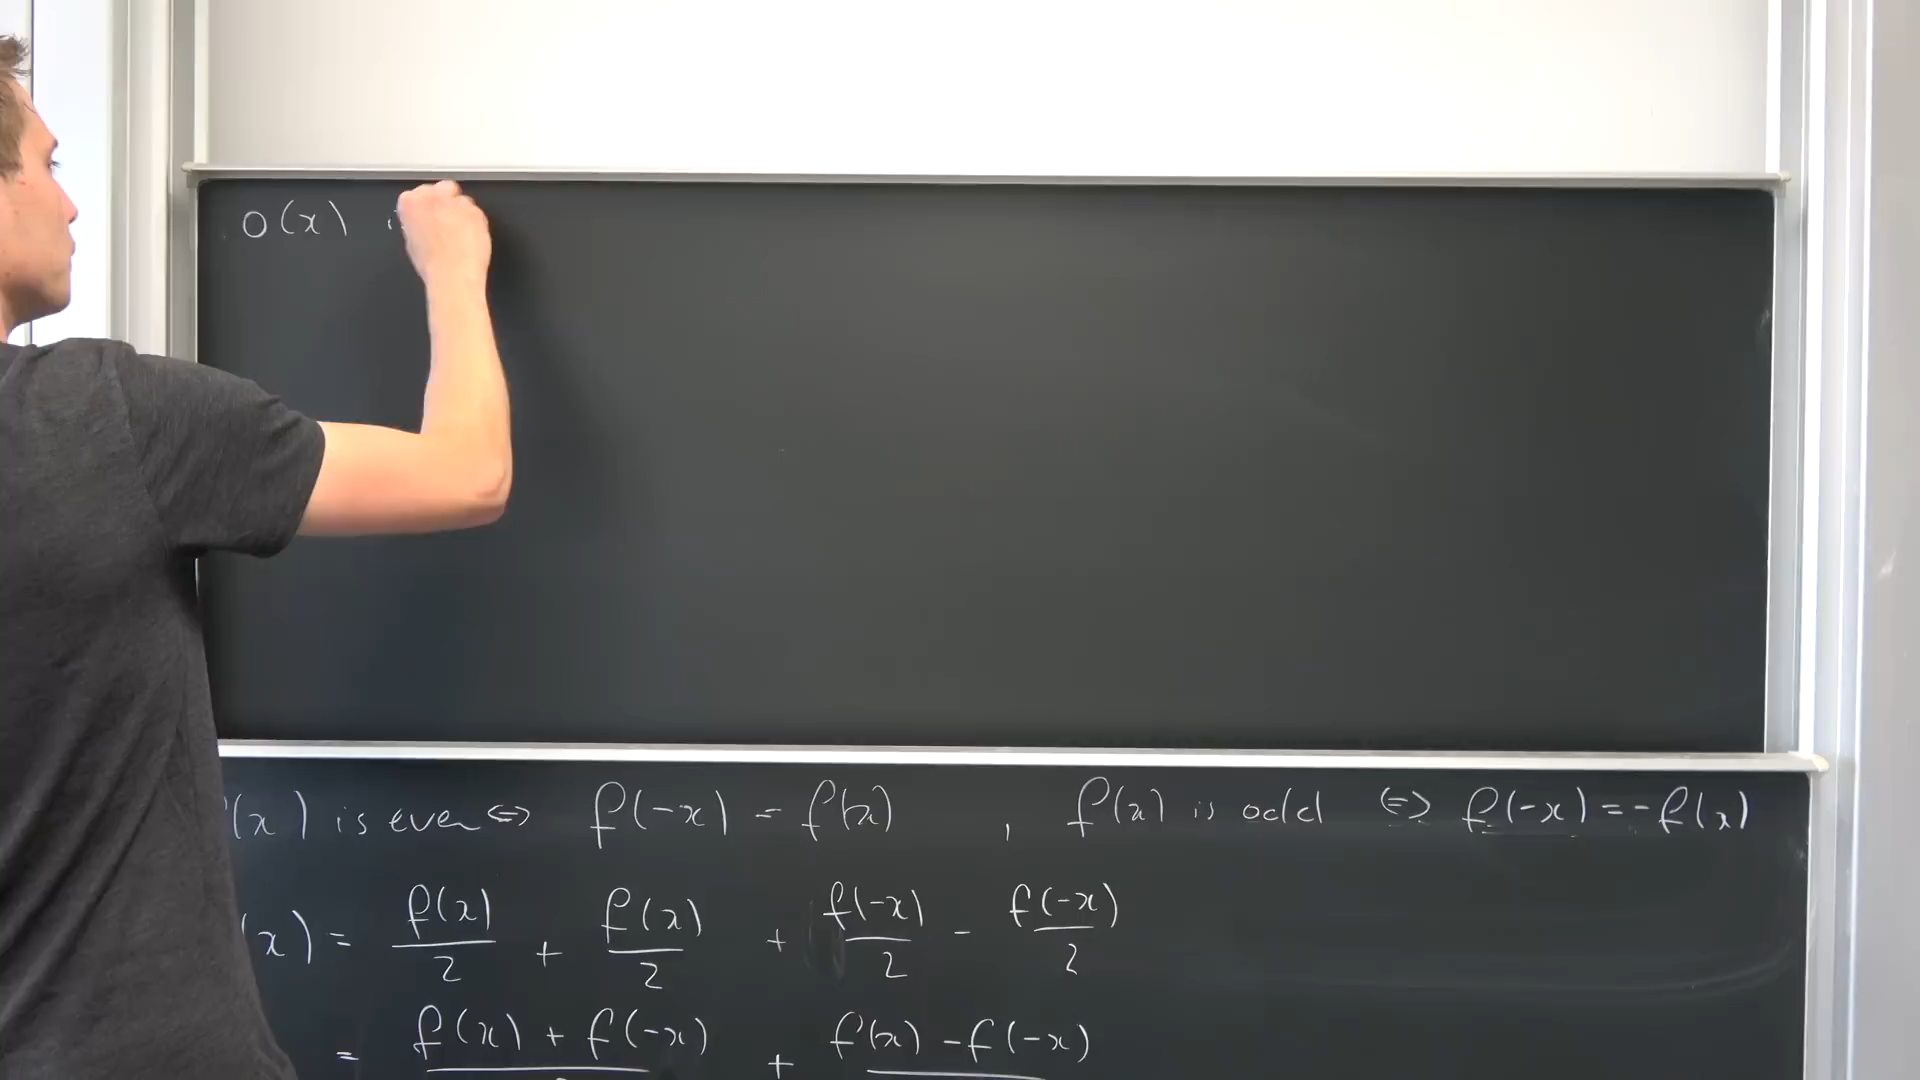 o(x) i
(x) is even ⇔ f(-x) = f(x) , f(x) is odd ⇔ f(-x) = -f(x)
(x) = f(x)/2 + f(x)/2 + f(-x)/2 - f(-x)/2
= f(x) + f(-x) + f(x) - f(-x)